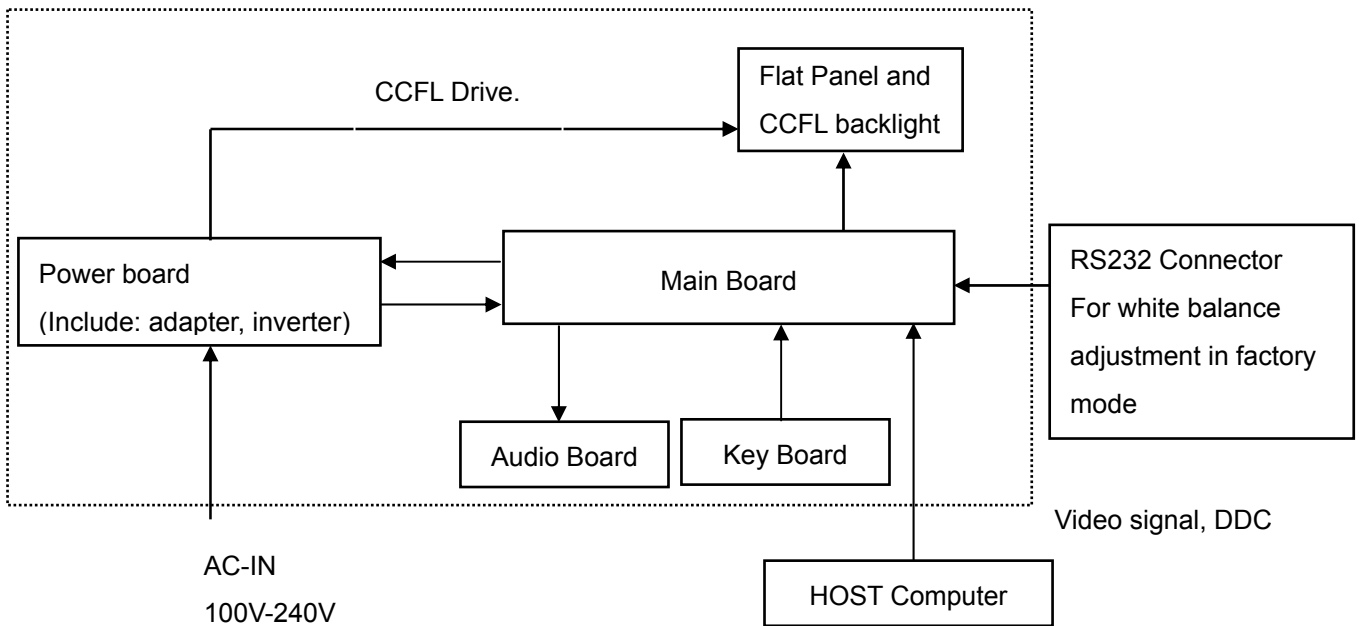 Flat Panel and
CCFL backlight
CCFL Drive.
Power board
(Include: adapter, inverter)
Main Board
RS232 Connector
For white balance
adjustment in factory
mode
Audio Board
Key Board
Video signal, DDC
AC-IN
100V-240V
HOST Computer